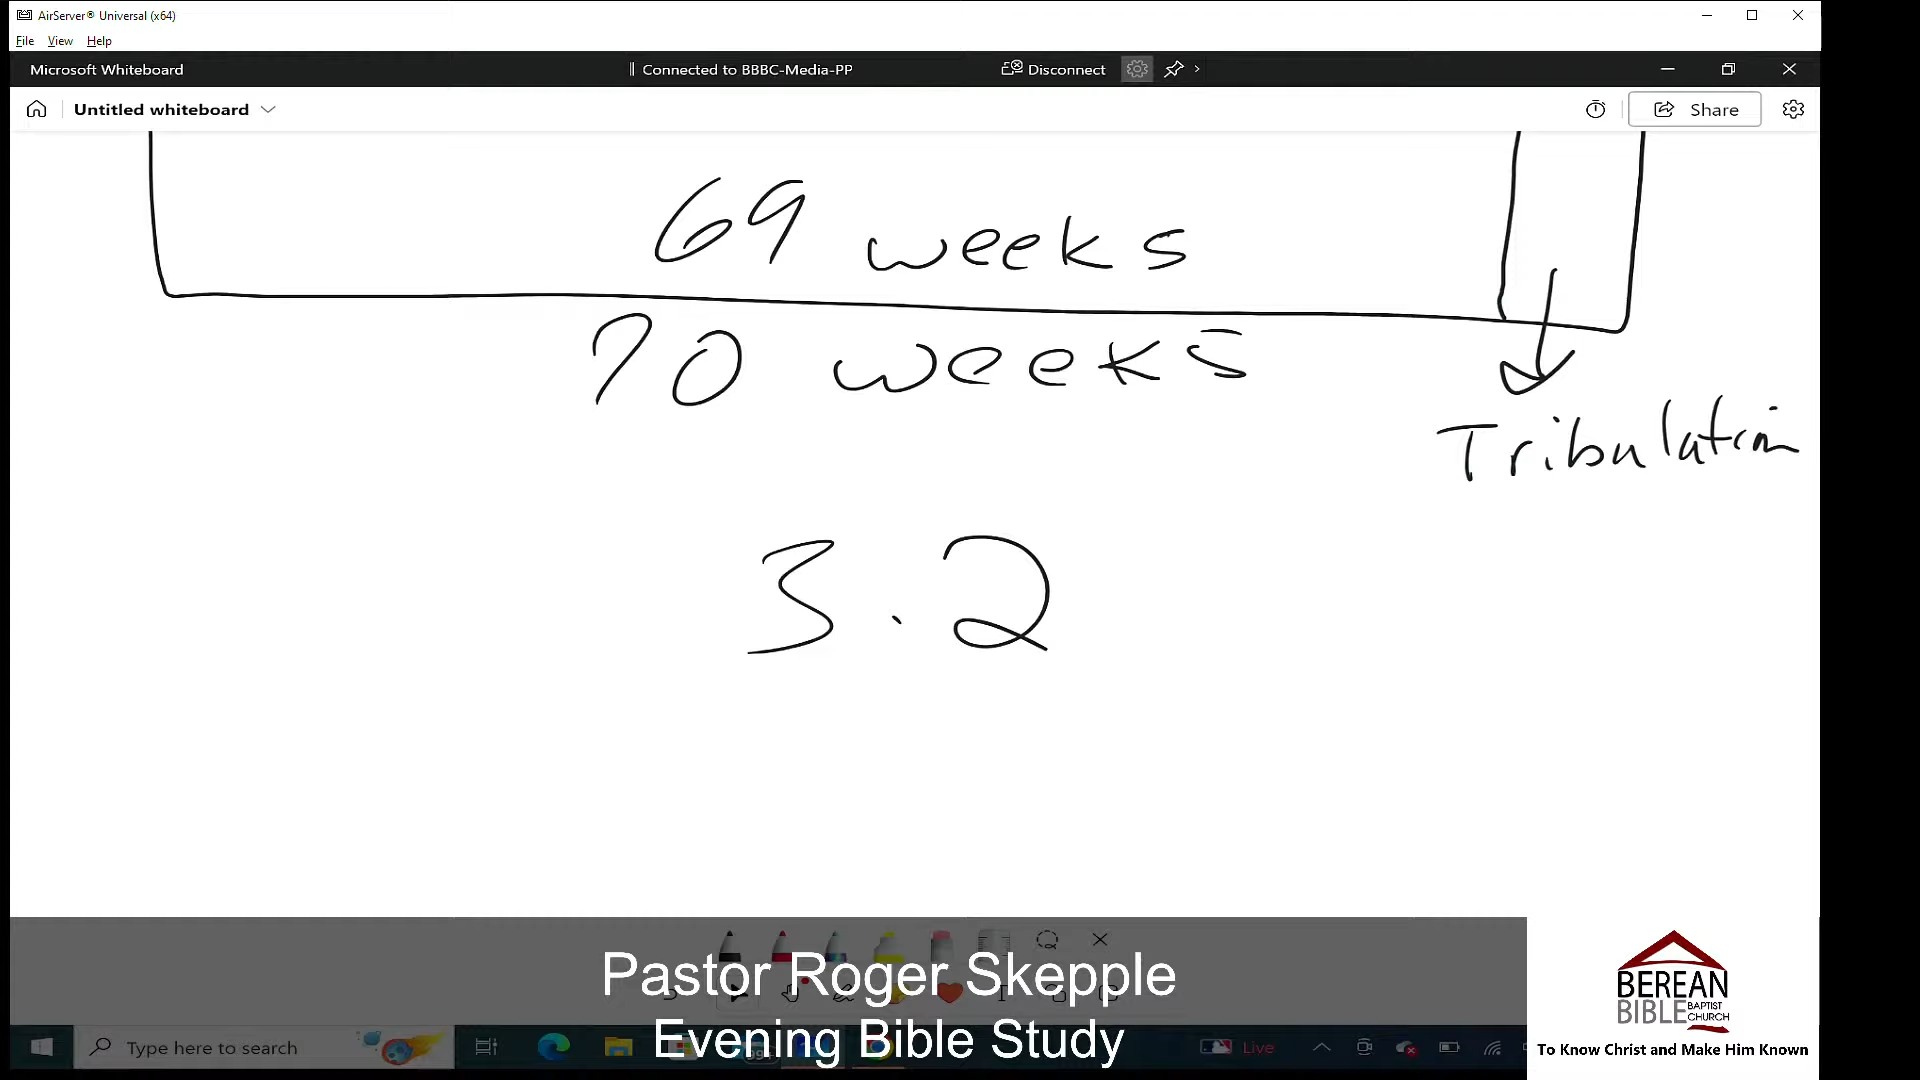 AirServer® Universal (x64)
File View Help
Microsoft Whiteboard
Connected to BBBC-Media-PP
Disconnect
Untitled whiteboard
Share
69 weeks
70 weeks
Tribulation
3.2
Pastor Roger Skepple
Evening Bible Study
Type here to search
Live
BEREAN
BIBLE BAPTIST CHURCH
To Know Christ and Make Him Known